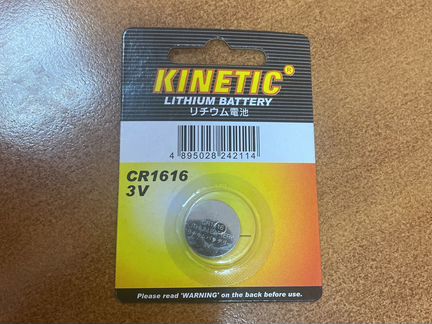 KINETIC®
LITHIUM BATTERY
リチウム電池
4 895028 242114
CR1616
3V
Please read 'WARNING' on the back before use.